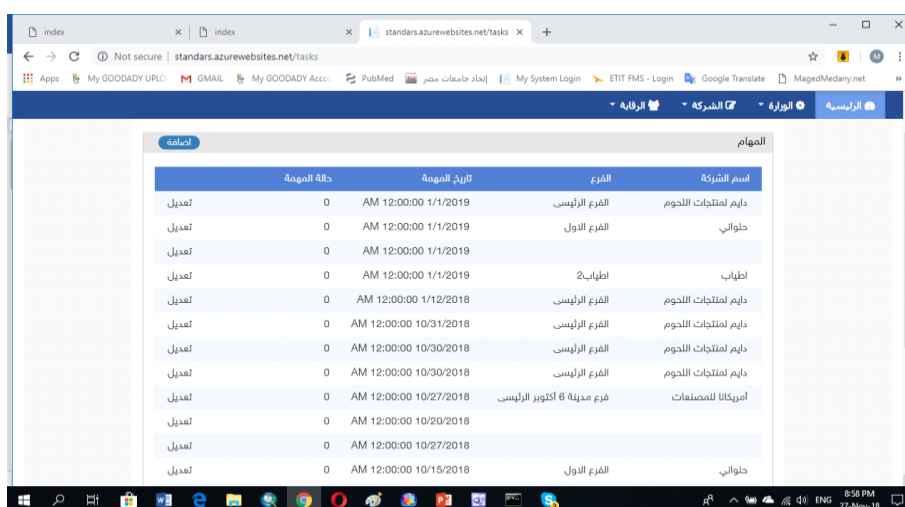 index
index
standars.azurewebsites.net/tasks
Not secure | standars.azurewebsites.net/tasks
M
Apps My GOODADY UPLO GMAIL My GOODADY Accou PubMed إتحاد جامعات مصر My System Login ETIT FMS - Login Google Translate MagedMedany.net »
الرئيسية الوزارة الشركة الرقابة
المهام اضافة
اسم الشركة الفرع تاريخ المهمة حالة المهمة
دايم لمنتجات اللحوم الفرع الرئيسى AM 12:00:00 1/1/2019 0 تعديل
حلواني الفرع الاول AM 12:00:00 1/1/2019 0 تعديل
AM 12:00:00 1/1/2019 0 تعديل
اطياب اطياب2 AM 12:00:00 1/1/2019 0 تعديل
دايم لمنتجات اللحوم الفرع الرئيسى AM 12:00:00 1/12/2018 0 تعديل
دايم لمنتجات اللحوم الفرع الرئيسى AM 12:00:00 10/31/2018 0 تعديل
دايم لمنتجات اللحوم الفرع الرئيسى AM 12:00:00 10/30/2018 0 تعديل
دايم لمنتجات اللحوم الفرع الرئيسى AM 12:00:00 10/30/2018 0 تعديل
أمريكانا للمصنعات فرع مدينة 6 أكتوبر الرئيسى AM 12:00:00 10/27/2018 0 تعديل
AM 12:00:00 10/20/2018 0 تعديل
AM 12:00:00 10/27/2018 0 تعديل
حلواني الفرع الاول AM 12:00:00 10/15/2018 0 تعديل
ENG 8:58 PM
27-Nov-18